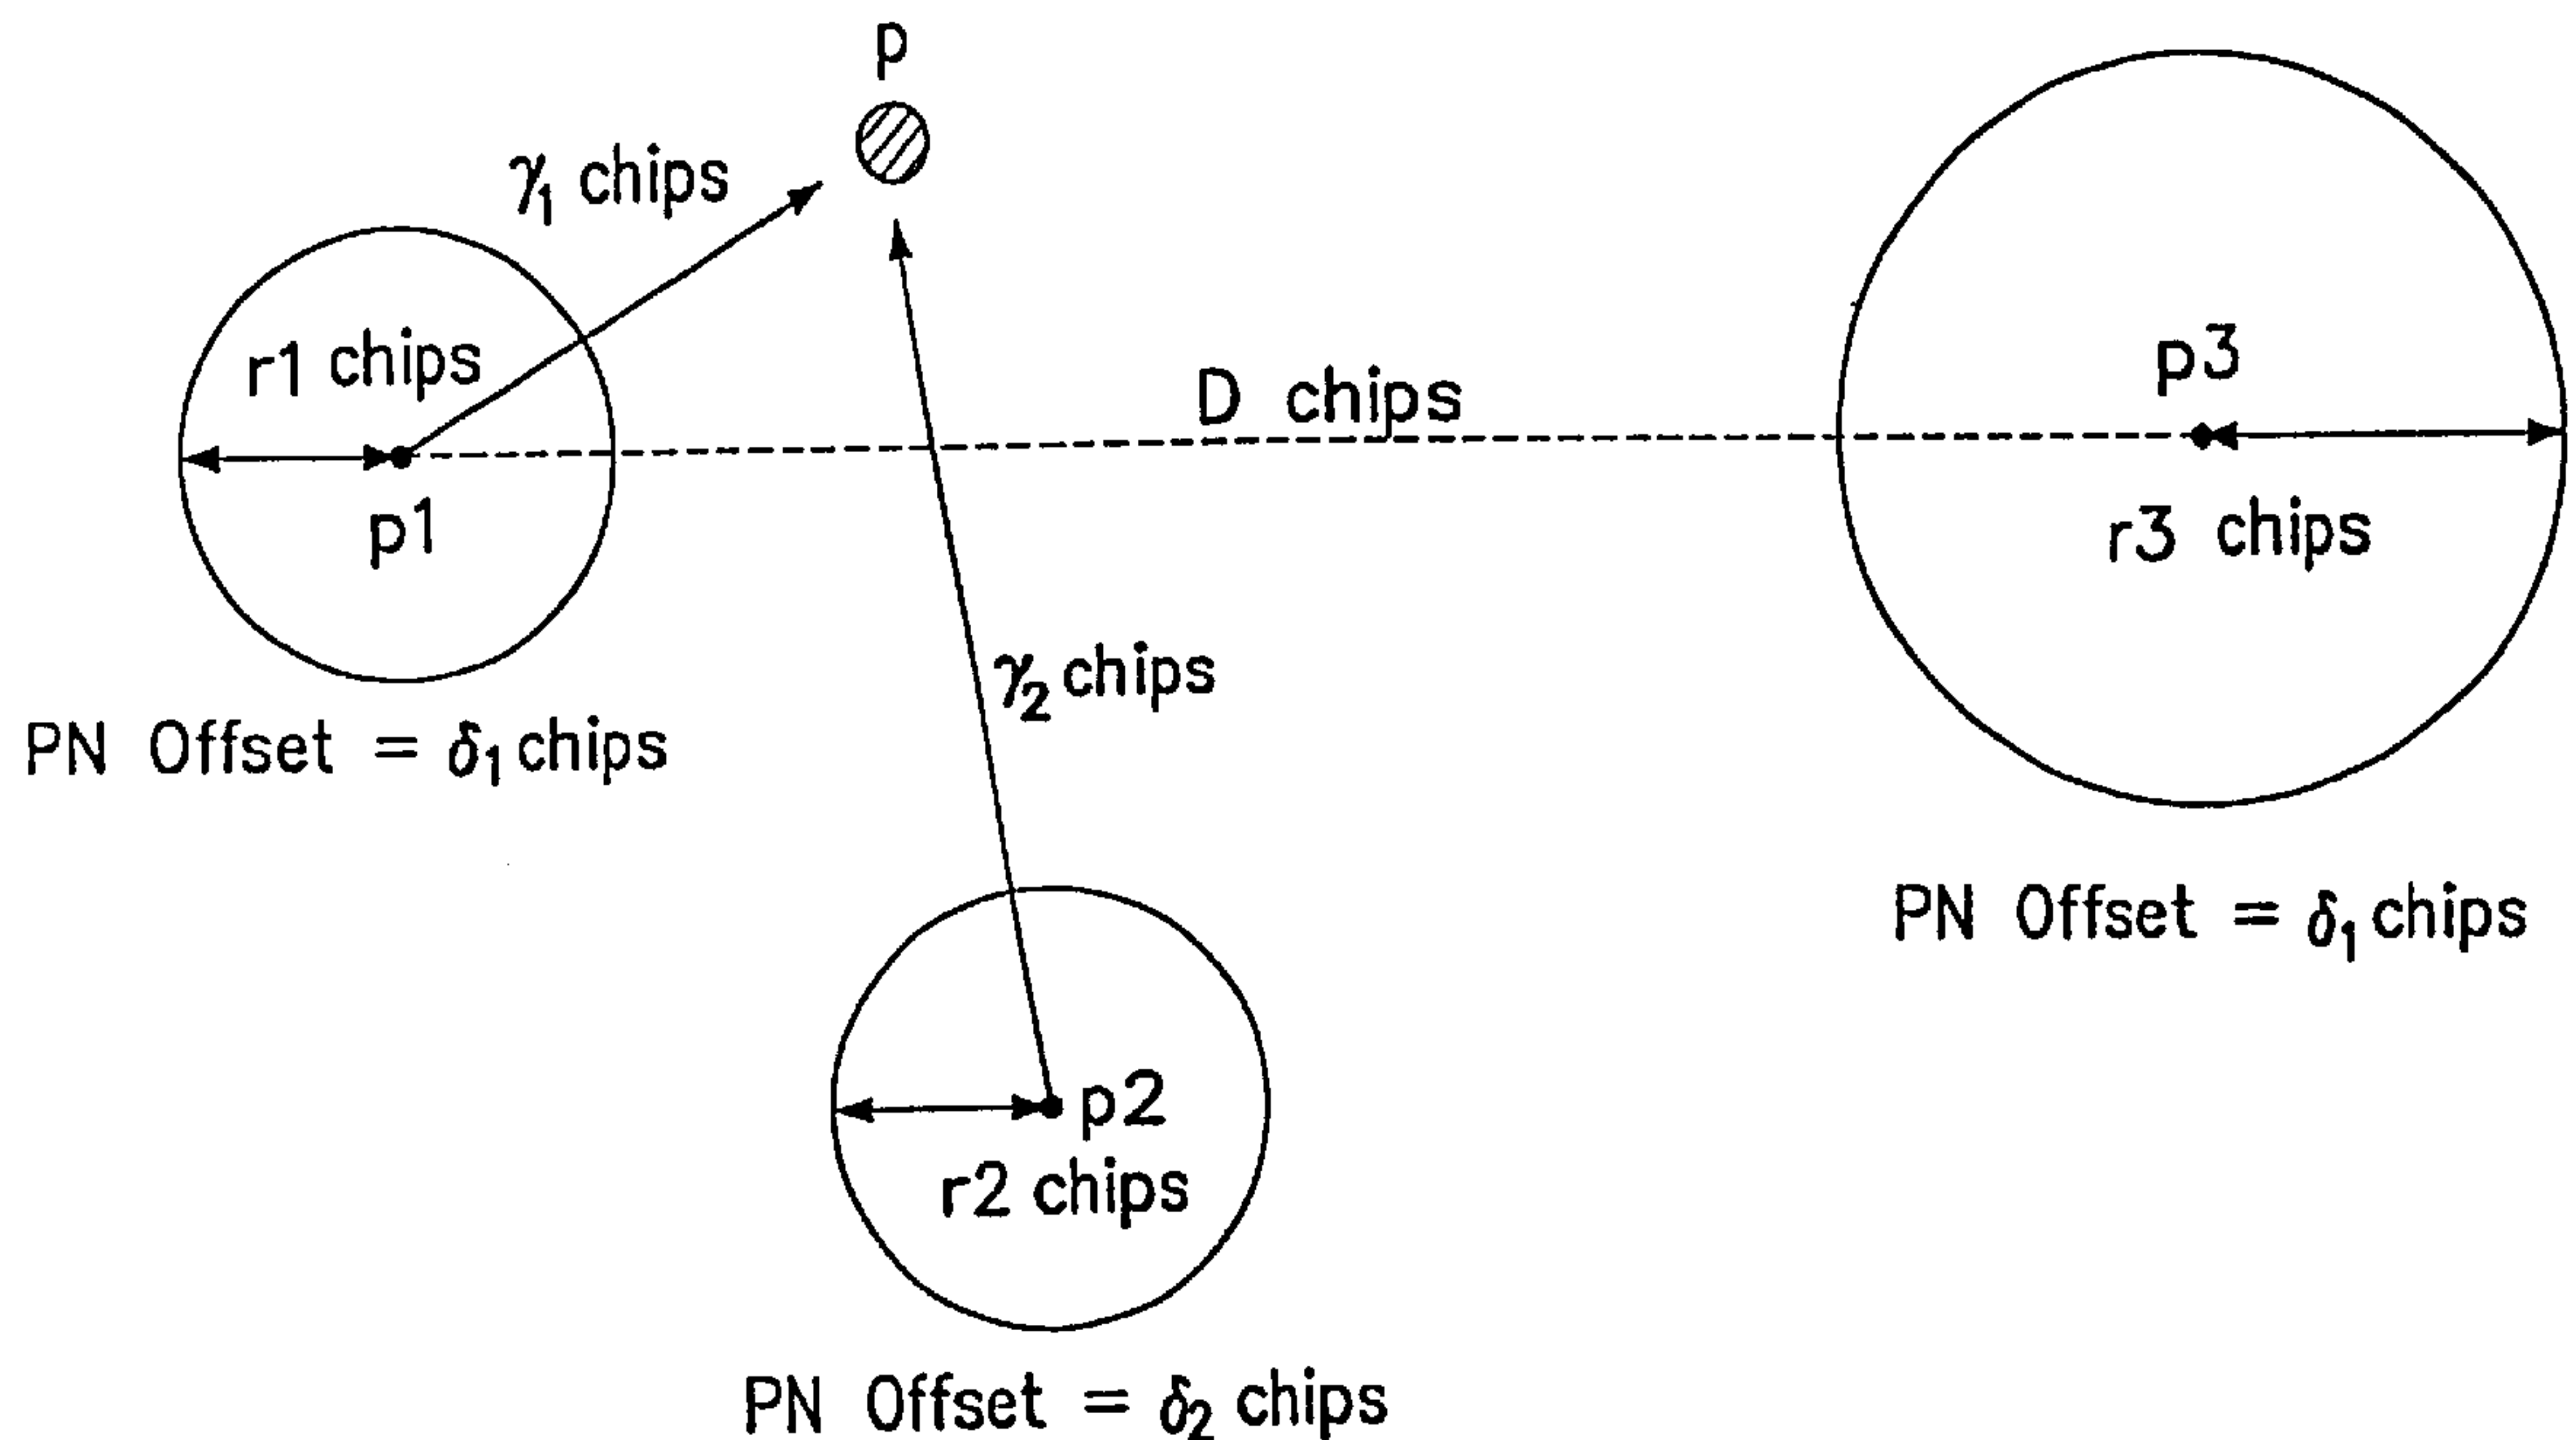 p
γ₁ chips
r1 chips
p1
D chips
p3
r3 chips
γ₂ chips
PN Offset = δ₁ chips
PN Offset = δ₁ chips
p2
r2 chips
PN Offset = δ₂ chips